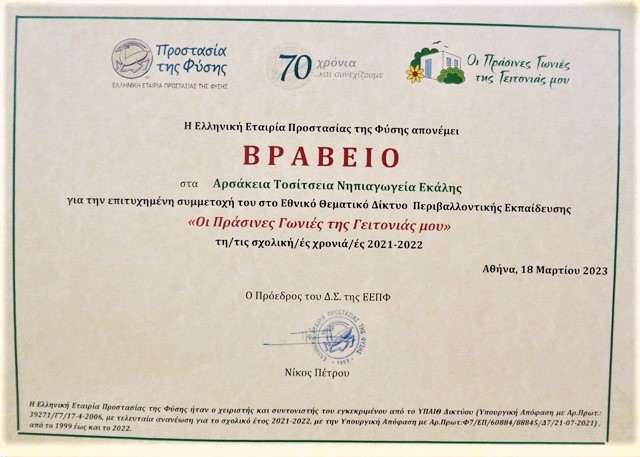 Προστασία
της Φύσης
ΕΛΛΗΝΙΚΗ ΕΤΑΙΡΙΑ ΠΡΟΣΤΑΣΙΑΣ ΤΗΣ ΦΥΣΗΣ
70 χρόνια
και συνεχίζουμε
Οι Πράσινες Γωνιές
της Γειτονιάς μου
Η Ελληνική Εταιρία Προστασίας της Φύσης απονέμει
ΒΡΑΒΕΙΟ
στα Αρσάκεια Τοσίτσεια Νηπιαγωγεία Εκάλης
για την επιτυχημένη συμμετοχή του στο Εθνικό Θεματικό Δίκτυο Περιβαλλοντικής Εκπαίδευσης
«Οι Πράσινες Γωνιές της Γειτονιάς μου»
τη/τις σχολική/ές χρονιά/ές 2021-2022
Αθήνα, 18 Μαρτίου 2023
Ο Πρόεδρος του Δ.Σ. της ΕΕΠΦ
ΕΛΛΗΝΙΚΗ ΕΤΑΙΡΙΑ ΠΡΟΣΤΑΣΙΑΣ ΤΗΣ ΦΥΣΗΣ
Νίκος Πέτρου
Η Ελληνική Εταιρία Προστασίας της Φύσης ήταν ο χειριστής και συντονιστής του εγκεκριμένου από το ΥΠΑΙΘ Δικτύου (Υπουργική Απόφαση με Αρ.Πρωτ.:
39271/Γ7/17-4-2006, με τελευταία ανανέωση για το σχολικό έτος 2021-2022, με την Υπουργική Απόφαση με Αρ.Πρωτ:Φ7/ΕΠ/60884/88845/Δ7/21-07-2021) ,
από το 1999 έως και το 2022.